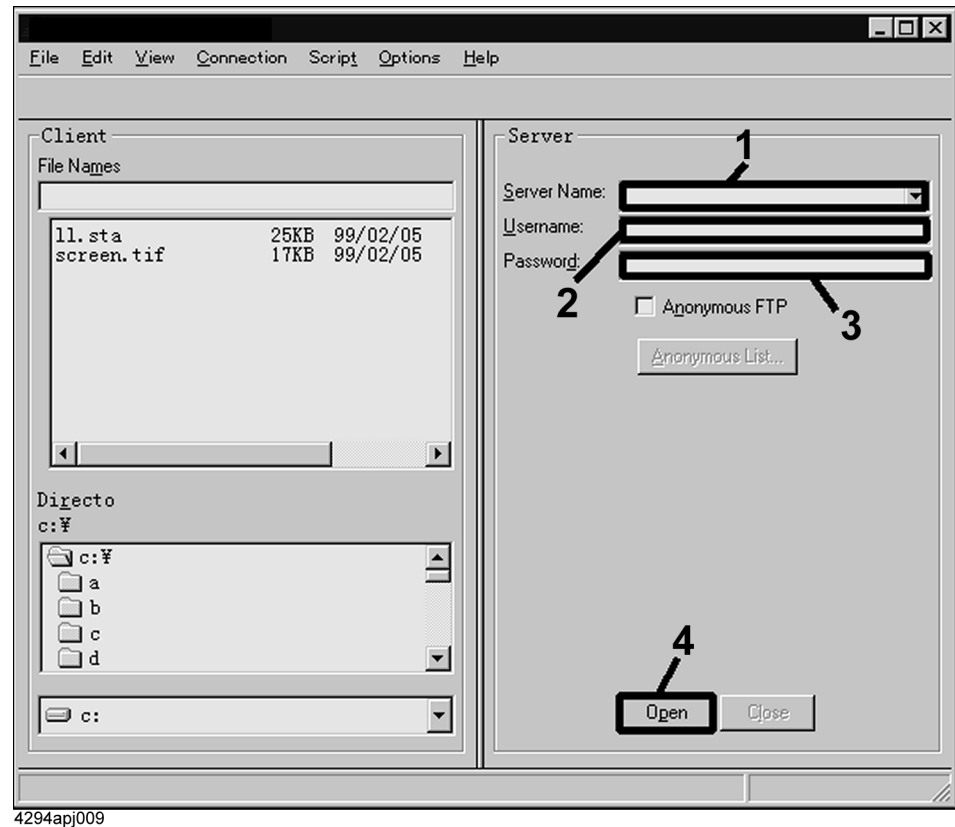 File Edit View Connection Script Options Help
Client
File Names
ll.sta 25KB 99/02/05
screen.tif 17KB 99/02/05
Directo
c:¥
c:¥
a
b
c
d
c:
Server
1
Server Name:
Username:
Password:
2
3
Anonymous FTP
Anonymous List...
4
Open Close
4294apj009